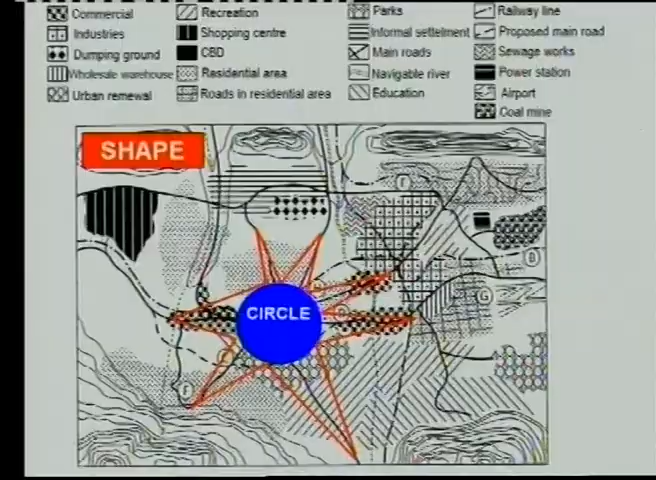 Commercial
Recreation
Parks
Railway line
Industries
Shopping centre
Informal settelment
Proposed main road
Dumping ground
CBD
Main roads
Sewage works
Wholesale warehouse
Residential area
Navigable river
Power station
Urban remewal
Roads in residential area
Education
Airport
Coal mine
SHAPE
CIRCLE
G
F